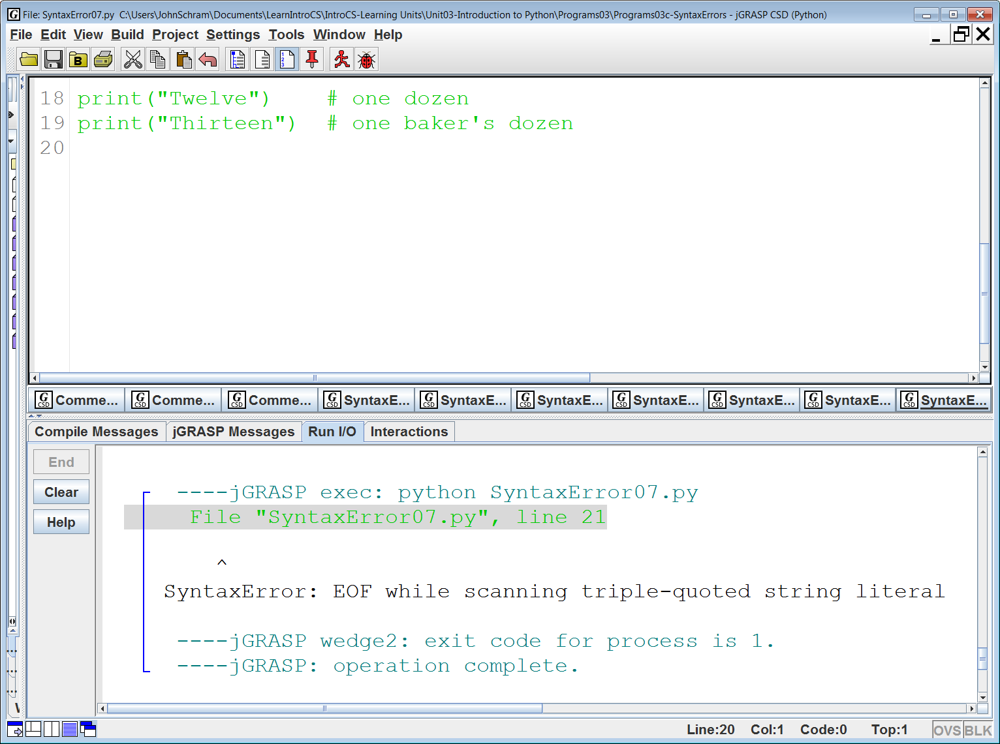 File: SyntaxError07.py  C:\Users\JohnSchram\Documents\LearnIntroCS\IntroCS-Learning Units\Unit03-Introduction to Python\Programs03\Programs03c-SyntaxErrors - jGRASP CSD (Python)
File Edit View Build Project Settings Tools Window Help
18 print("Twelve")     # one dozen
19 print("Thirteen")  # one baker's dozen
20
Comme... Comme... Comme... SyntaxE... SyntaxE... SyntaxE... SyntaxE... SyntaxE... SyntaxE... SyntaxE...
Compile Messages jGRASP Messages Run I/O Interactions
End
Clear
Help
----jGRASP exec: python SyntaxError07.py
File "SyntaxError07.py", line 21
^
SyntaxError: EOF while scanning triple-quoted string literal
----jGRASP wedge2: exit code for process is 1.
----jGRASP: operation complete.
Line:20 Col:1 Code:0 Top:1 OVS BLK